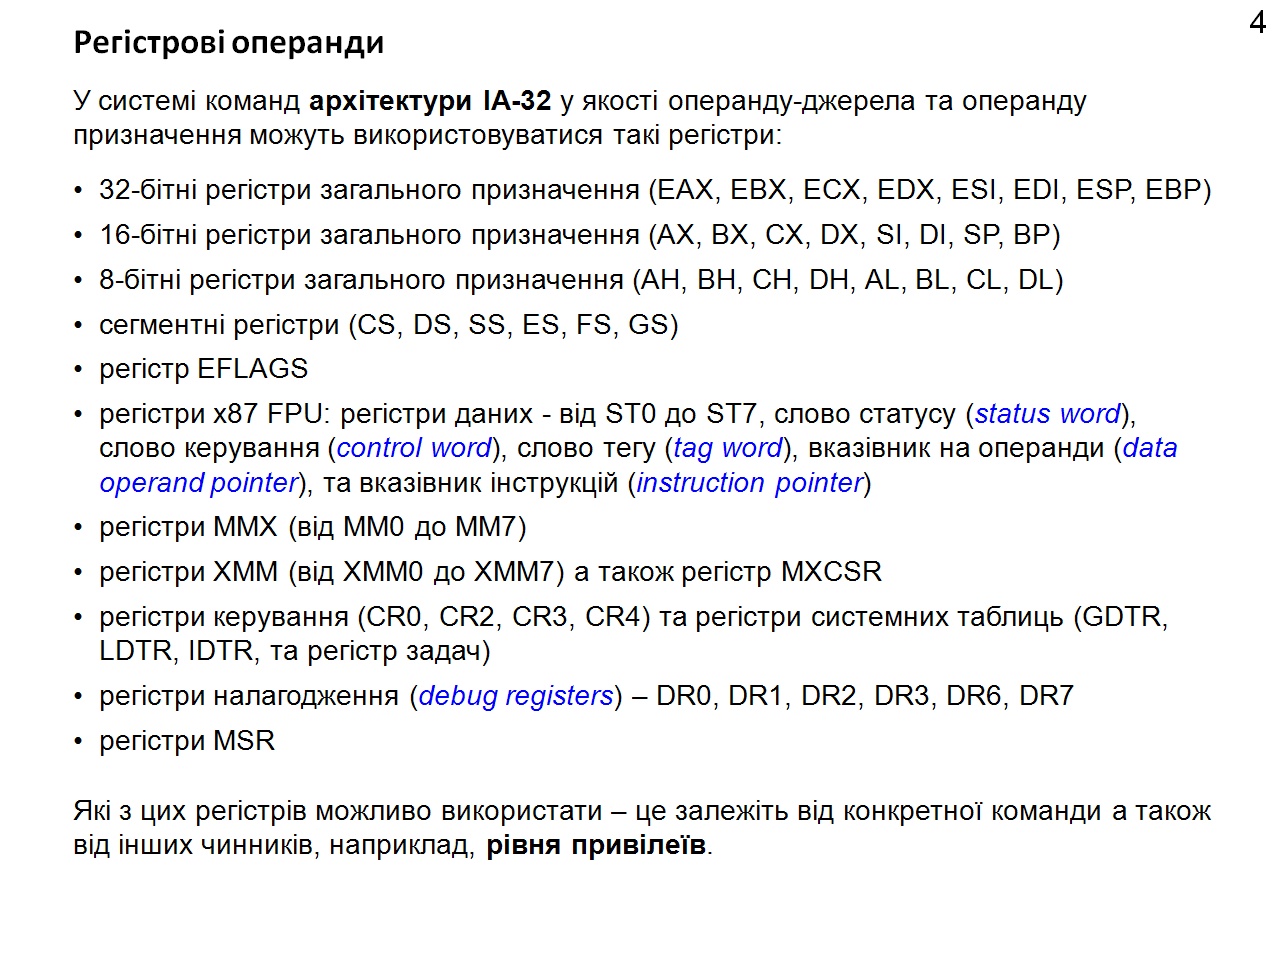 4
Регістрові операнди
У системі команд архітектури IA-32 у якості операнду-джерела та операнду
призначення можуть використовуватися такі регістри:
• 32-бітні регістри загального призначення (EAX, EBX, ECX, EDX, ESI, EDI, ESP, EBP)
• 16-бітні регістри загального призначення (AX, BX, CX, DX, SI, DI, SP, BP)
• 8-бітні регістри загального призначення (AH, BH, CH, DH, AL, BL, CL, DL)
• сегментні регістри (CS, DS, SS, ES, FS, GS)
• регістр EFLAGS
• регістри x87 FPU: регістри даних - від ST0 до ST7, слово статусу (status word),
слово керування (control word), слово тегу (tag word), вказівник на операнди (data
operand pointer), та вказівник інструкцій (instruction pointer)
• регістри MMX (від MM0 до MM7)
• регістри XMM (від XMM0 до XMM7) а також регістр MXCSR
• регістри керування (CR0, CR2, CR3, CR4) та регістри системних таблиць (GDTR,
LDTR, IDTR, та регістр задач)
• регістри налагодження (debug registers) – DR0, DR1, DR2, DR3, DR6, DR7
• регістри MSR
Які з цих регістрів можливо використати – це залежіть від конкретної команди а також
від інших чинників, наприклад, рівня привілеїв.